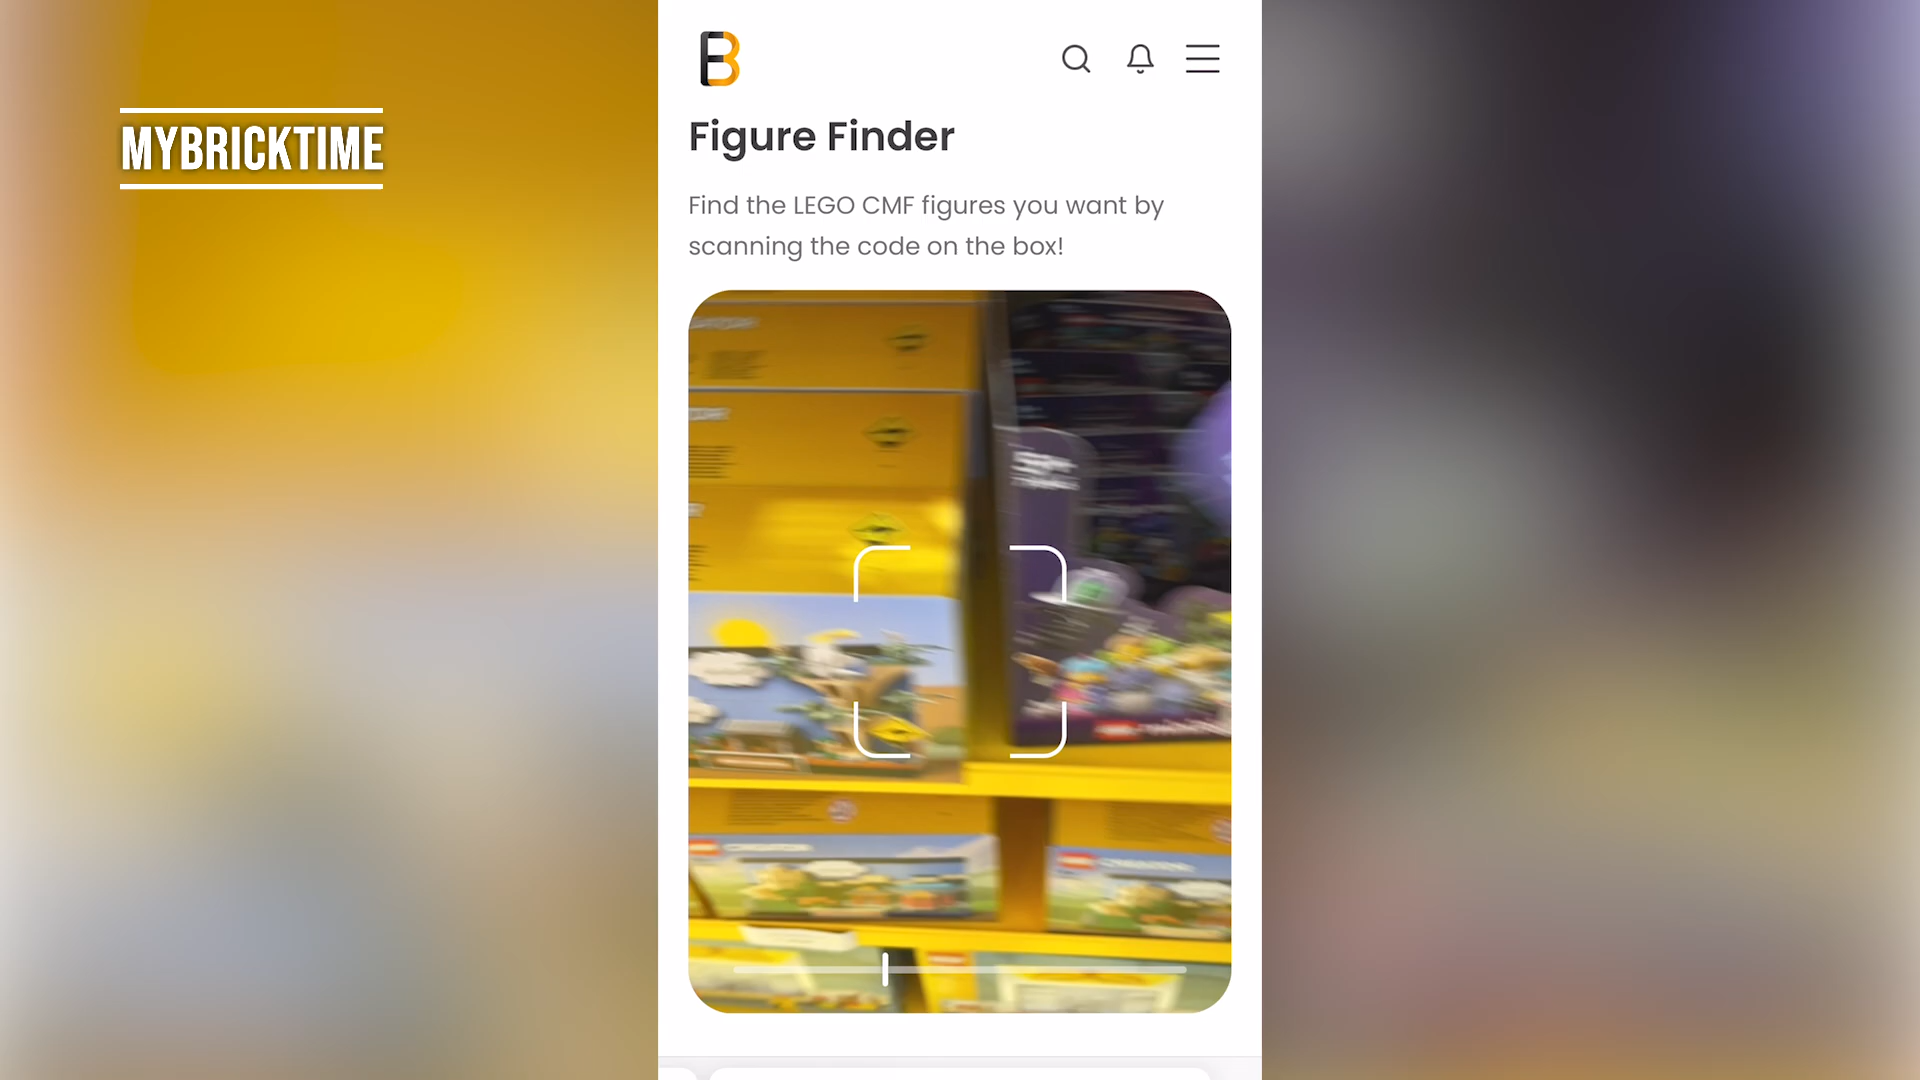 MYBRICKTIME
B
Figure Finder
Find the LEGO CMF figures you want by
scanning the code on the box!